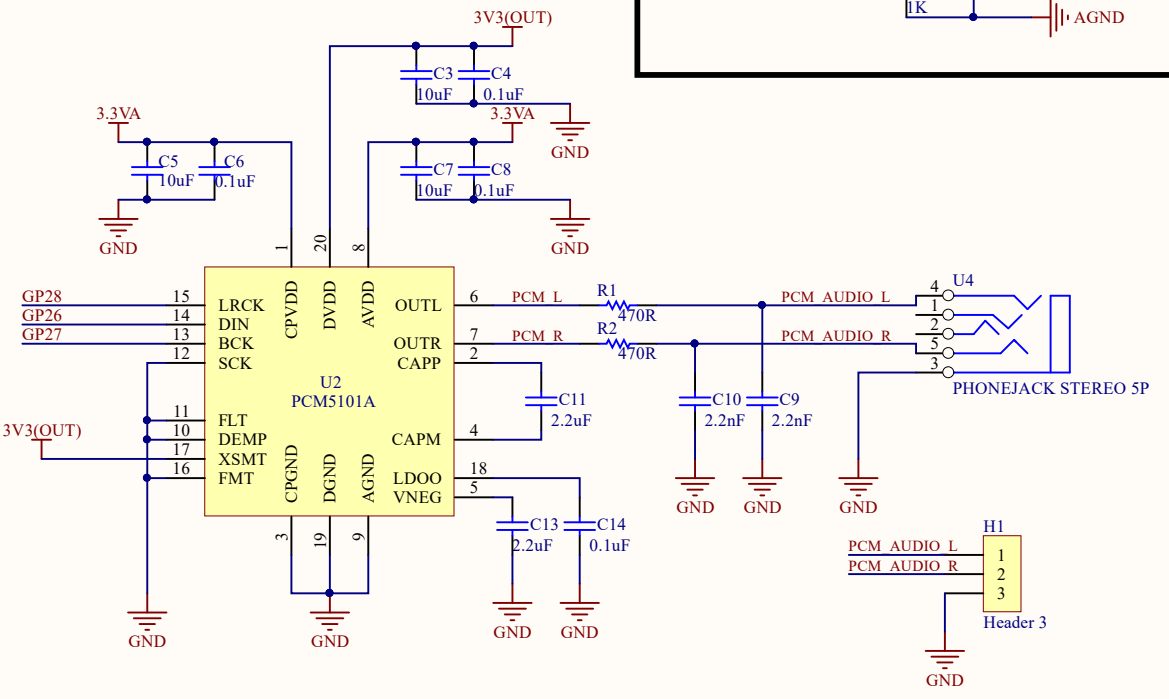 1K
AGND
3V3(OUT)
C3
C4
10uF
0.1uF
3.3VA
3.3VA
GND
C5
C6
10uF
0.1uF
C7
C8
10uF
0.1uF
GND
GND
1
20
8
CPVDD
DVDD
AVDD
GP28
15
LRCK
GP26
14
DIN
GP27
13
BCK
12
SCK
11
FLT
10
DEMP
3V3(OUT)
17
XSMT
16
FMT
U2
PCM5101A
OUTL
6
PCM_L
R1
470R
PCM_AUDIO_L
OUTR
7
PCM_R
R2
470R
PCM_AUDIO_R
CAPP
2
C11
2.2uF
CAPM
4
LDOO
18
VNEG
5
CPGND
DGND
AGND
3
19
9
C13
2.2uF
C14
0.1uF
C10
2.2nF
C9
2.2nF
U4
4
1
2
5
3
PHONEJACK STEREO 5P
GND
GND
GND
H1
PCM_AUDIO_L
1
PCM_AUDIO_R
2
3
Header 3
GND
GND
GND
GND
GND